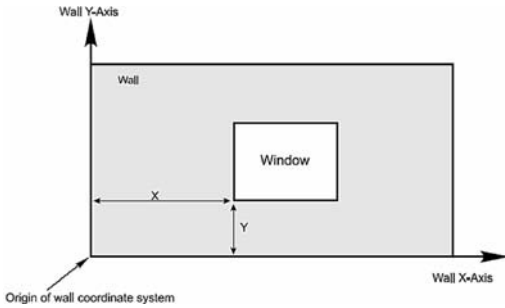 Wall Y-Axis
Wall
Window
X
Y
Wall X-Axis
Origin of wall coordinate system